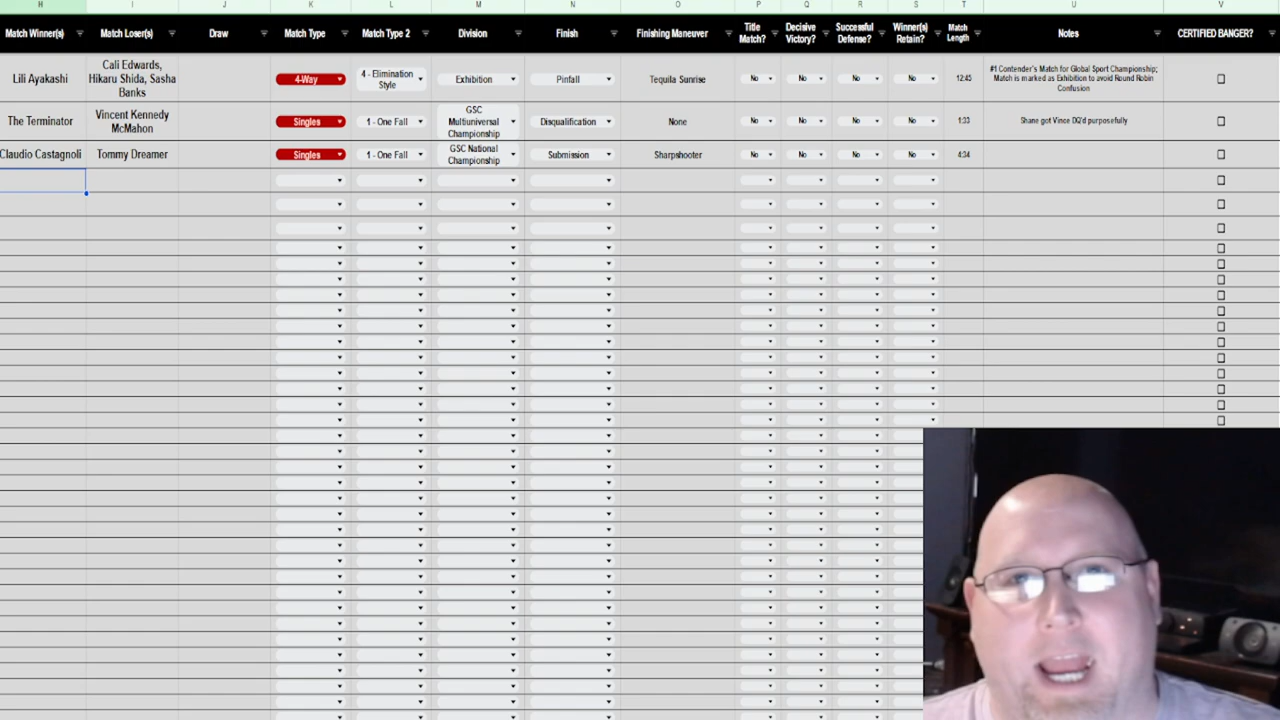 H I J K L M N O P Q R S T U V
Match Winner(s) Match Loser(s) Draw Match Type Match Type 2 Division Finish Finishing Maneuver Title Match? Decisive Victory? Successful Defense? Winner(s) Retain? Match Length Notes CERTIFIED BANGER?
Lili Ayakashi
Cali Edwards,
Hikaru Shida, Sasha
Banks
4-Way
4 - Elimination
Style
Exhibition
Pinfall
Tequila Sunrise
No No No No
12:45
#1 Contender's Match for Global Sport Championship;
Match is marked as Exhibition to avoid Round Robin
Confusion
The Terminator
Vincent Kennedy
McMahon
Singles
1 - One Fall
GSC
Multiuniversal
Championship
Disqualification
None
No No No No
1:33
Shane got Vince DQ'd purposefully
Claudio Castagnoli
Tommy Dreamer
Singles
1 - One Fall
GSC National
Championship
Submission
Sharpshooter
No No No No
4:34